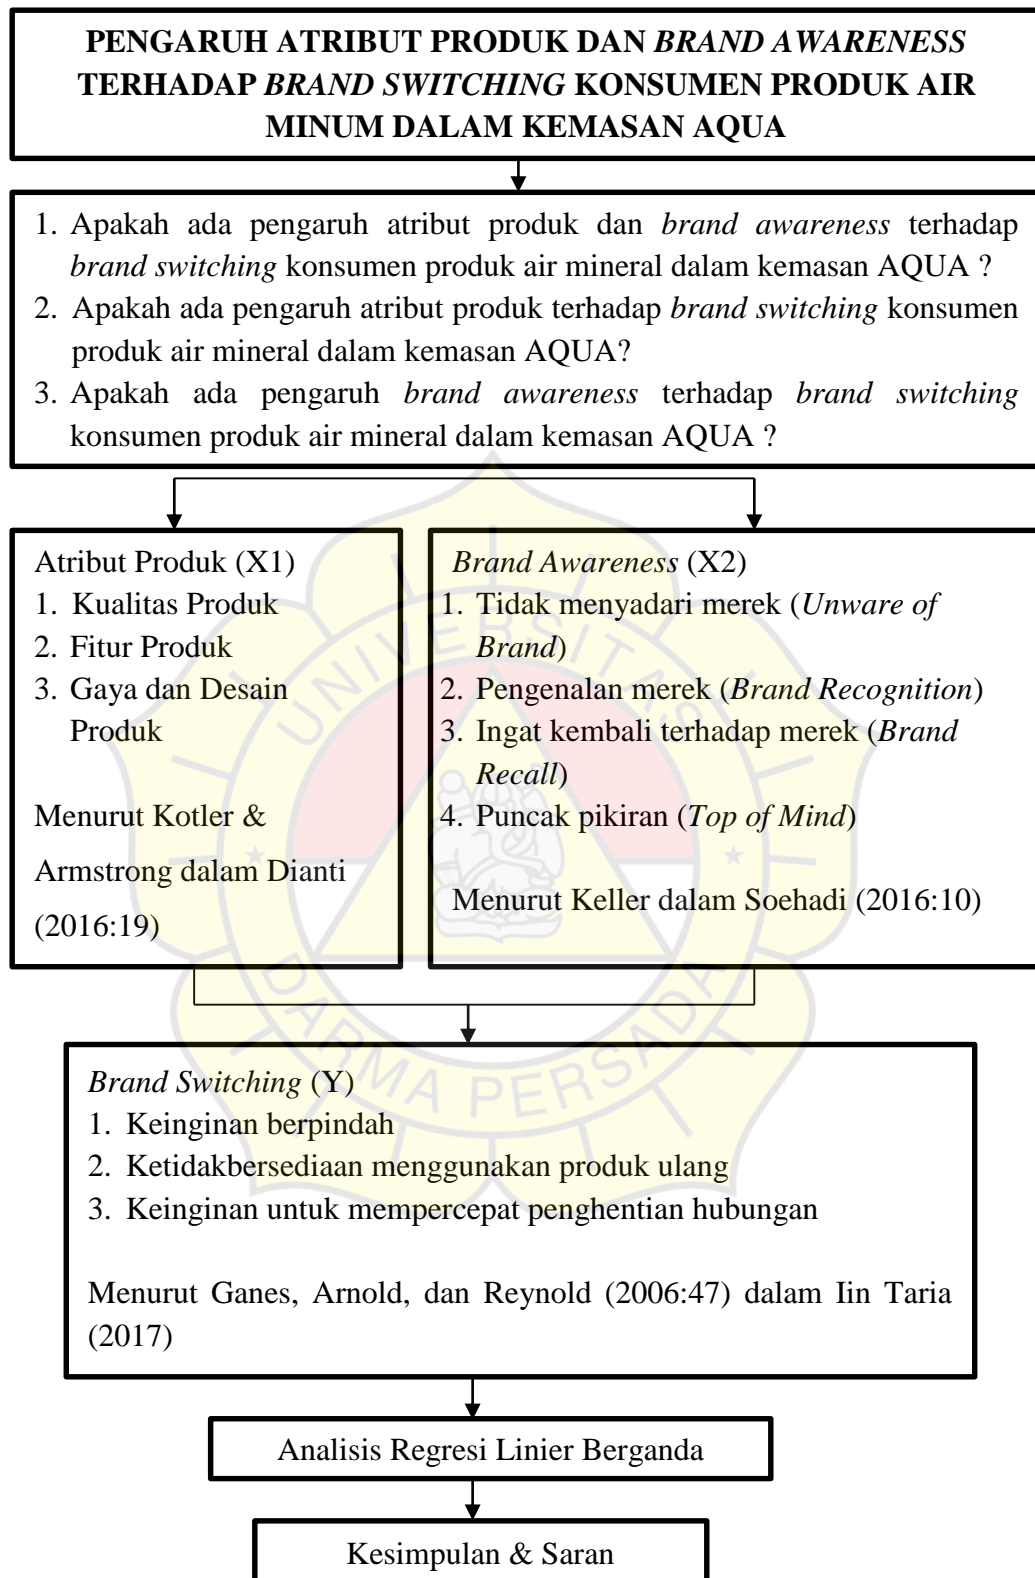 PENGARUH ATRIBUT PRODUK DAN BRAND AWARENESS
TERHADAP BRAND SWITCHING KONSUMEN PRODUK AIR
MINUM DALAM KEMASAN AQUA
1. Apakah ada pengaruh atribut produk dan brand awareness terhadap
brand switching konsumen produk air mineral dalam kemasan AQUA ?
2. Apakah ada pengaruh atribut produk terhadap brand switching konsumen
produk air mineral dalam kemasan AQUA?
3. Apakah ada pengaruh brand awareness terhadap brand switching
konsumen produk air mineral dalam kemasan AQUA ?
Atribut Produk (X1)
1. Kualitas Produk
2. Fitur Produk
3. Gaya dan Desain
Produk
Menurut Kotler &
Armstrong dalam Dianti
(2016:19)
Brand Awareness (X2)
1. Tidak menyadari merek (Unware of
Brand)
2. Pengenalan merek (Brand Recognition)
3. Ingat kembali terhadap merek (Brand
Recall)
4. Puncak pikiran (Top of Mind)
Menurut Keller dalam Soehadi (2016:10)
UNIVERSITAS
DARMA PERSADA
Brand Switching (Y)
1. Keinginan berpindah
2. Ketidakbersediaan menggunakan produk ulang
3. Keinginan untuk mempercepat penghentian hubungan
Menurut Ganes, Arnold, dan Reynold (2006:47) dalam Iin Taria
(2017)
Analisis Regresi Linier Berganda
Kesimpulan & Saran